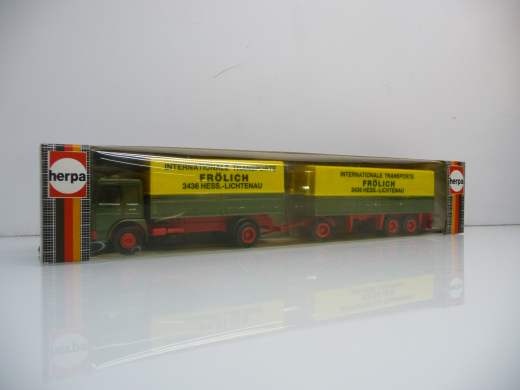 herpa
INTERNATIONALE TRANSPORTE
FRÖLICH
3436 HESS.-LICHTENAU
INTERNATIONALE TRANSPORTE
FRÖLICH
3436 HESS.-LICHTENAU
herpa